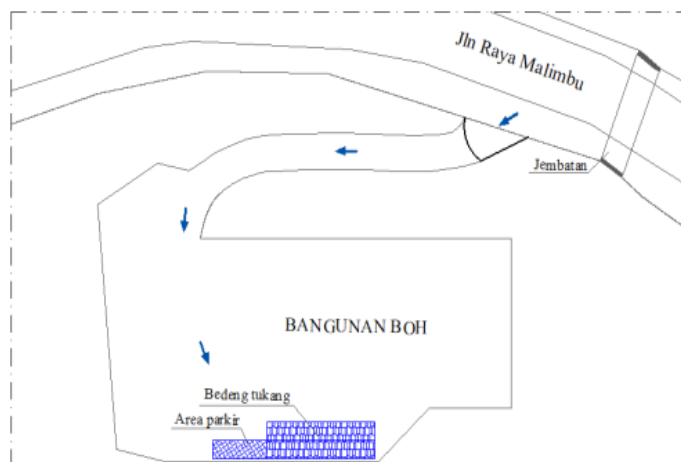 Jln Raya Malimbu
Jembatan
BANGUNAN BOH
Bedeng tukang
Area parkir